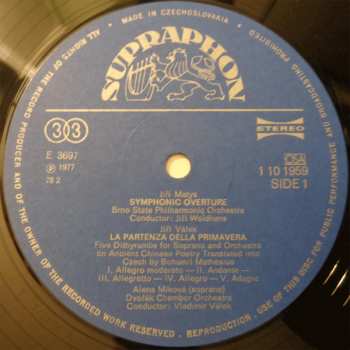 MADE IN CZECHOSLOVAKIA
ALL RIGHTS OF THE RECORD PRODUCER AND OF THE OWNER OF THE WORK RESERVED . REPRODUCTION, USE OF THIS DISC FOR PUBLIC PERFORMANCE AND BROADCASTING PROHIBITED
SUPRAPHON
33
STEREO
E 3697
℗ 1977
78 2
OSA
1 10 1959
SIDE 1
Jiří Matys
SYMPHONIC OVERTURE
Brno State Philharmonic Orchestra
Conductor: Jiří Waldhans
Jiří Válek
LA PARTENZA DELLA PRIMAVERA
Five Dithyrambs for Soprano and Orchestra
on Ancient Chinese Poetry Translated into
Czech by Bohumil Mathesius
I. Allegro moderato — II. Andante —
III. Allegretto — IV. Allegro — V. Adagio
Alena Miková (soprano)
Dvořák Chamber Orchestra
Conductor: Vladimír Válek